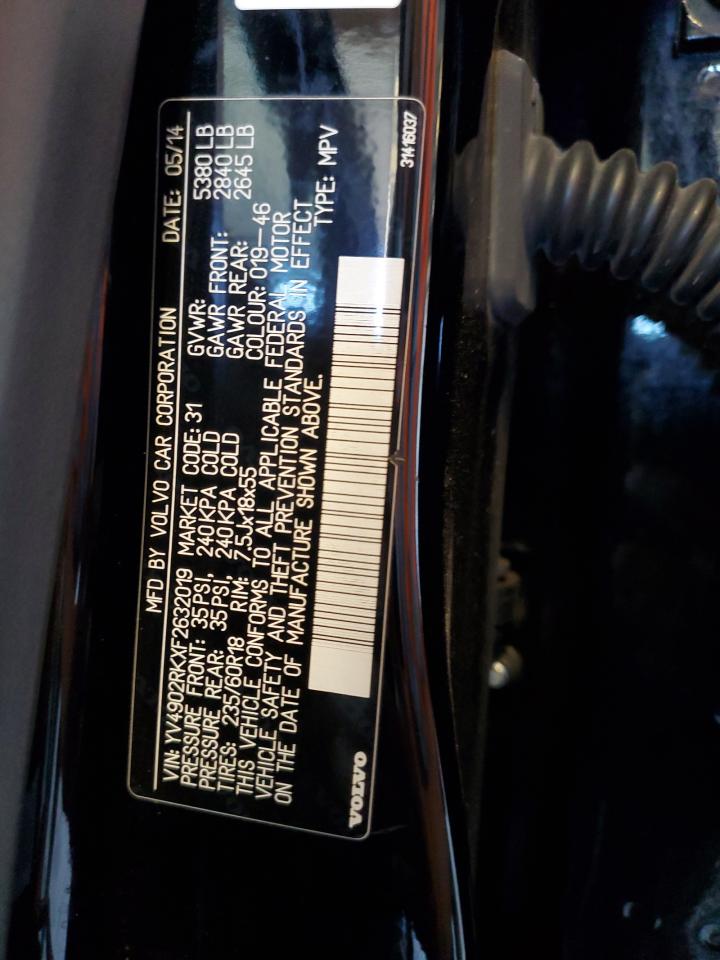 MFD BY VOLVO CAR CORPORATION DATE: 05/14
VIN: YV4902RKXF2632019 MARKET CODE: 31 GVWR: 5380 LB
PRESSURE FRONT: 35PSI, 240KPA COLD GAWR FRONT: 2840 LB
PRESSURE REAR: 35PSI, 240KPA COLD GAWR REAR: 2645 LB
TIRES: 235/60R18 RIM: 7.5Jx18x55 COLOUR: 019—46
THIS VEHICLE CONFORMS TO ALL APPLICABLE FEDERAL MOTOR
VEHICLE SAFETY AND THEFT PREVENTION STANDARDS IN EFFECT
ON THE DATE OF MANUFACTURE SHOWN ABOVE. TYPE: MPV
VOLVO 31416037